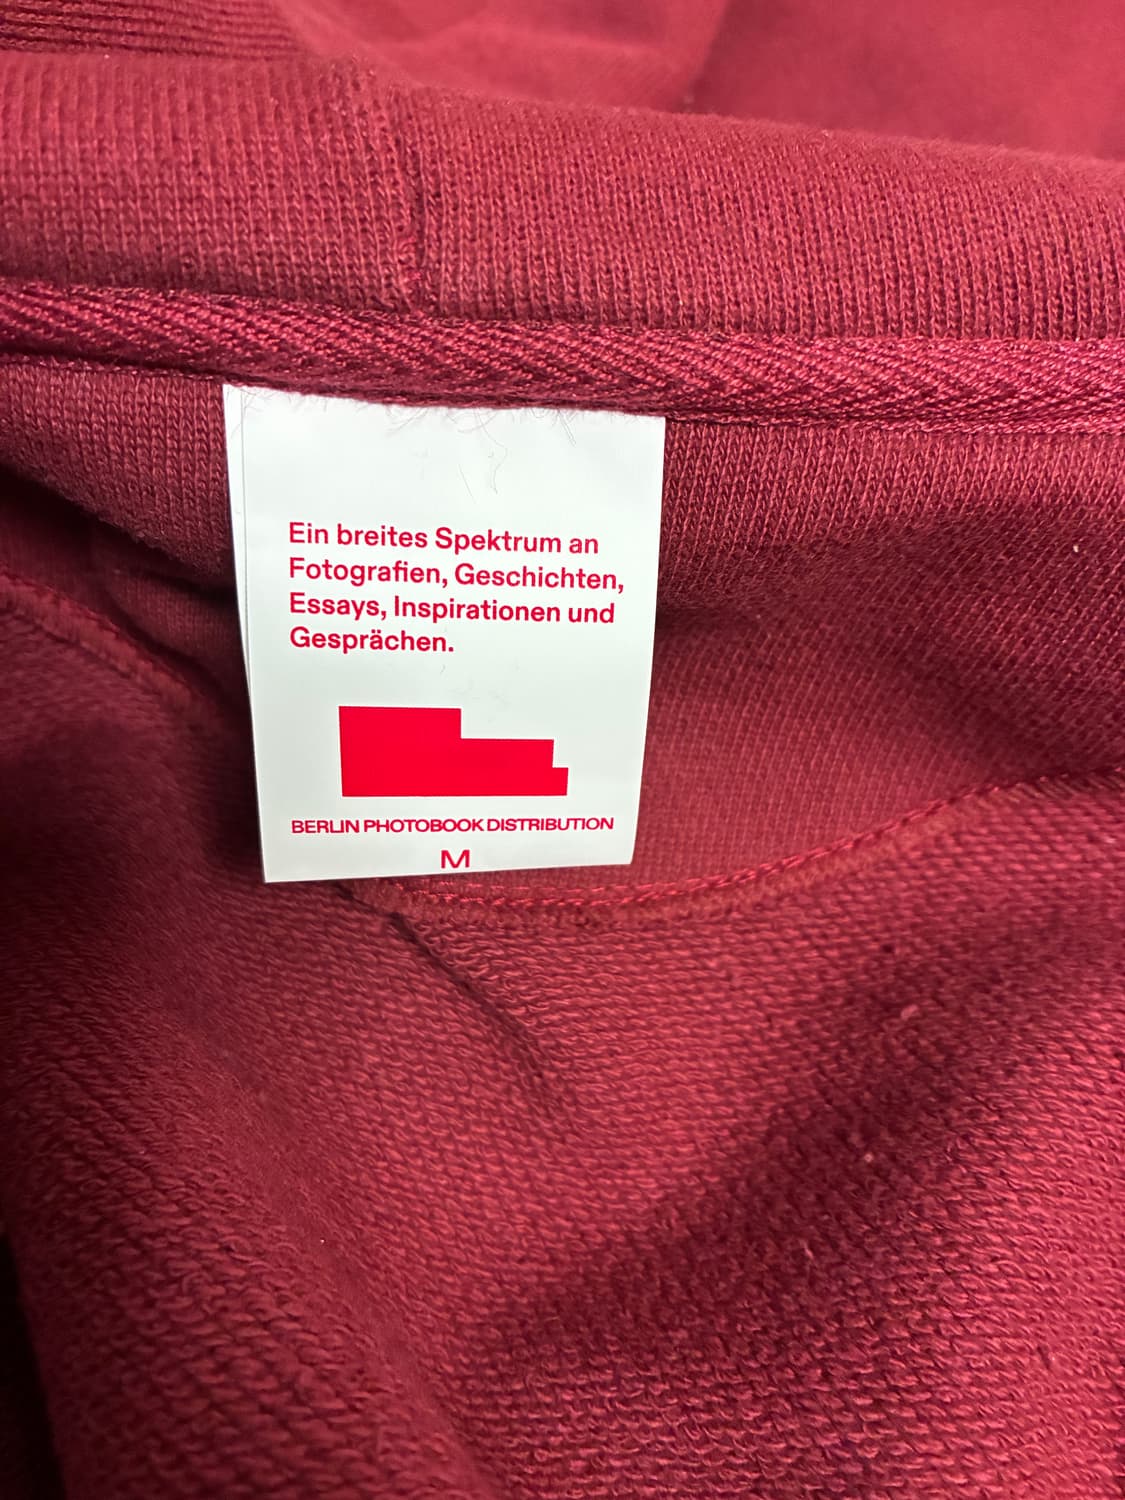 Ein breites Spektrum an
Fotografien, Geschichten,
Essays, Inspirationen und
Gesprächen.
BERLIN PHOTOBOOK DISTRIBUTION
M